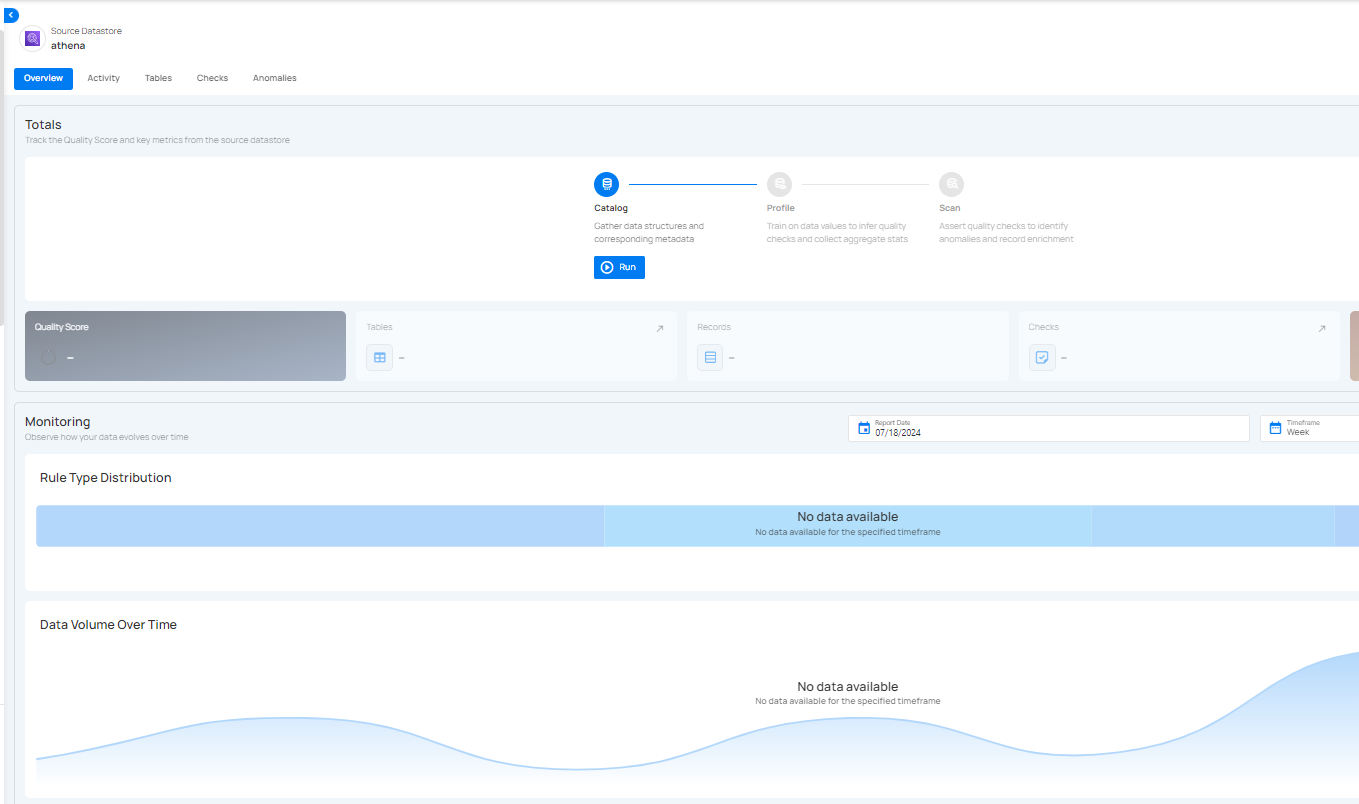 Source Datastore
athena
Overview Activity Tables Checks Anomalies
Totals
Track the Quality Score and key metrics from the source datastore
Catalog
Gather data structures and
corresponding metadata
Run
Profile
Train on data values to infer quality
checks and collect aggregate stats
Scan
Assert quality checks to identify
anomalies and record enrichment
Quality Score
–
Tables
–
Records
–
Checks
–
Monitoring
Observe how your data evolves over time
Report Date
07/18/2024
Timeframe
Week
Rule Type Distribution
No data available
No data available for the specified timeframe
Data Volume Over Time
No data available
No data available for the specified timeframe